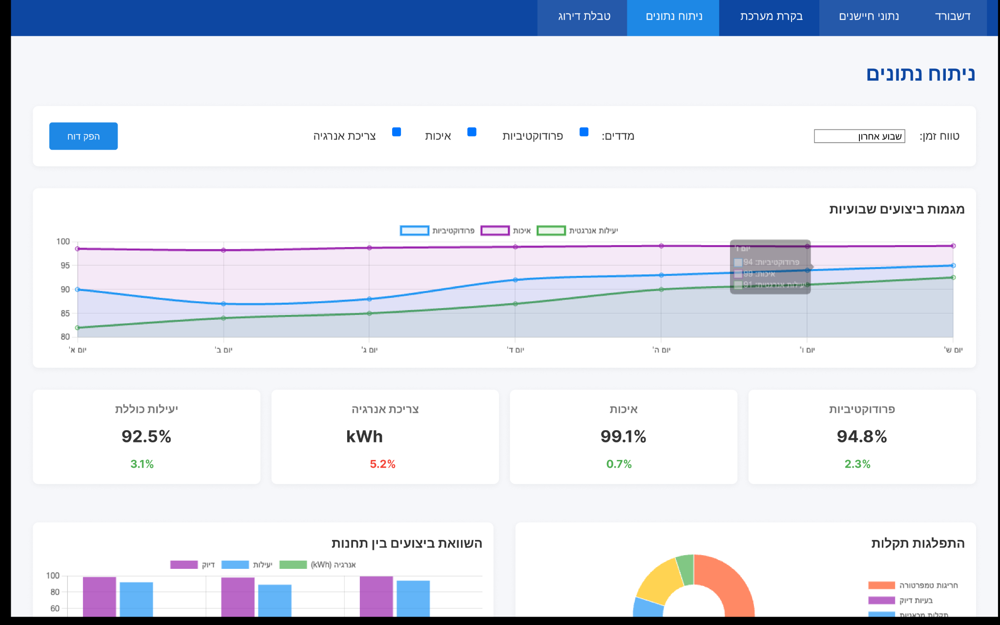 דשבורד
נתוני חיישנים
בקרת מערכת
ניתוח נתונים
טבלת דירוג
ניתוח נתונים
טווח זמן:
שבוע אחרון
מדדים:
פרודוקטיביות
איכות
צריכת אנרגיה
הפק דוח
מגמות ביצועים שבועיות
פרודוקטיביות
איכות
יעילות אנרגטית
100
95
90
85
80
יום ו'
פרודוקטיביות: 94
איכות: 99
יעילות אנרגטית: 91
יום א'
יום ב'
יום ג'
יום ד'
יום ה'
יום ו'
יום ש'
פרודוקטיביות
94.8%
2.3%
איכות
99.1%
0.7%
צריכת אנרגיה
kWh
5.2%
יעילות כוללת
92.5%
3.1%
התפלגות תקלות
חריגות טמפרטורה
בעיות דיוק
תקלות מכאניות
השוואת ביצועים בין תחנות
דיוק
יעילות
אנרגיה (kWh)
100
80
60